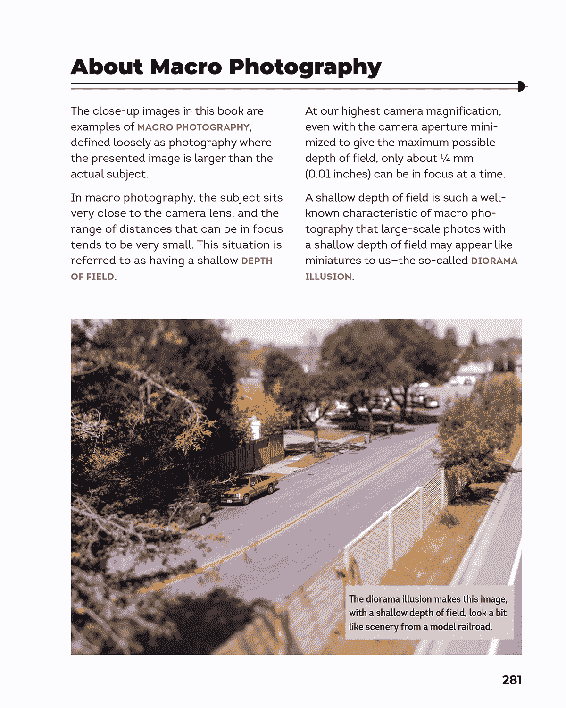 About Macro Photography
The close-up images in this book are
examples of MACRO PHOTOGRAPHY,
defined loosely as photography where
the presented image is larger than the
actual subject.
In macro photography, the subject sits
very close to the camera lens, and the
range of distances that can be in focus
tends to be very small. This situation is
referred to as having a shallow DEPTH
OF FIELD.
At our highest camera magnification,
even with the camera aperture mini-
mized to give the maximum possible
depth of field, only about ¼ mm
(0.01 inches) can be in focus at a time.
A shallow depth of field is such a well-
known characteristic of macro pho-
tography that large-scale photos with
a shallow depth of field may appear like
miniatures to us—the so-called DIORAMA
ILLUSION.
The diorama illusion makes this image,
with a shallow depth of field, look a bit
like scenery from a model railroad.
281